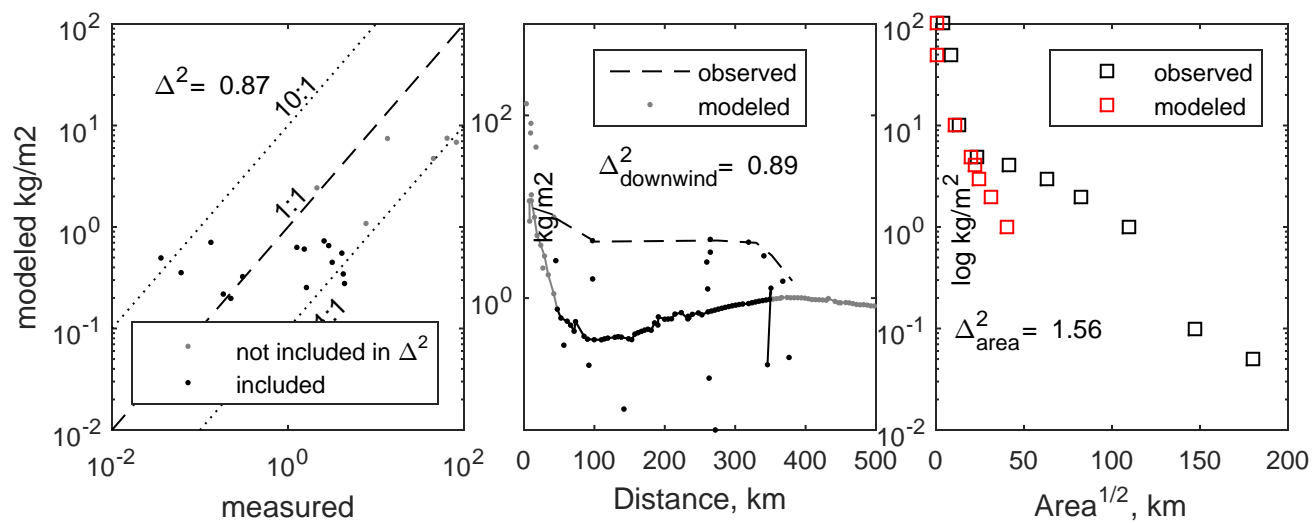 modeled kg/m2
10^2
10^1
10^0
10^-1
10^-2
Δ^2= 0.87
10:1
1:1
not included in Δ^2
included
10^-2
10^0
10^2
measured
10^2
10^0
kg/m2
observed
modeled
Δ^2_downwind= 0.89
0
100
200
300
400
500
Distance, km
10^2
10^1
10^0
10^-1
10^-2
log kg/m^2
observed
modeled
Δ^2_area= 1.56
0
50
100
150
200
Area^1/2, km